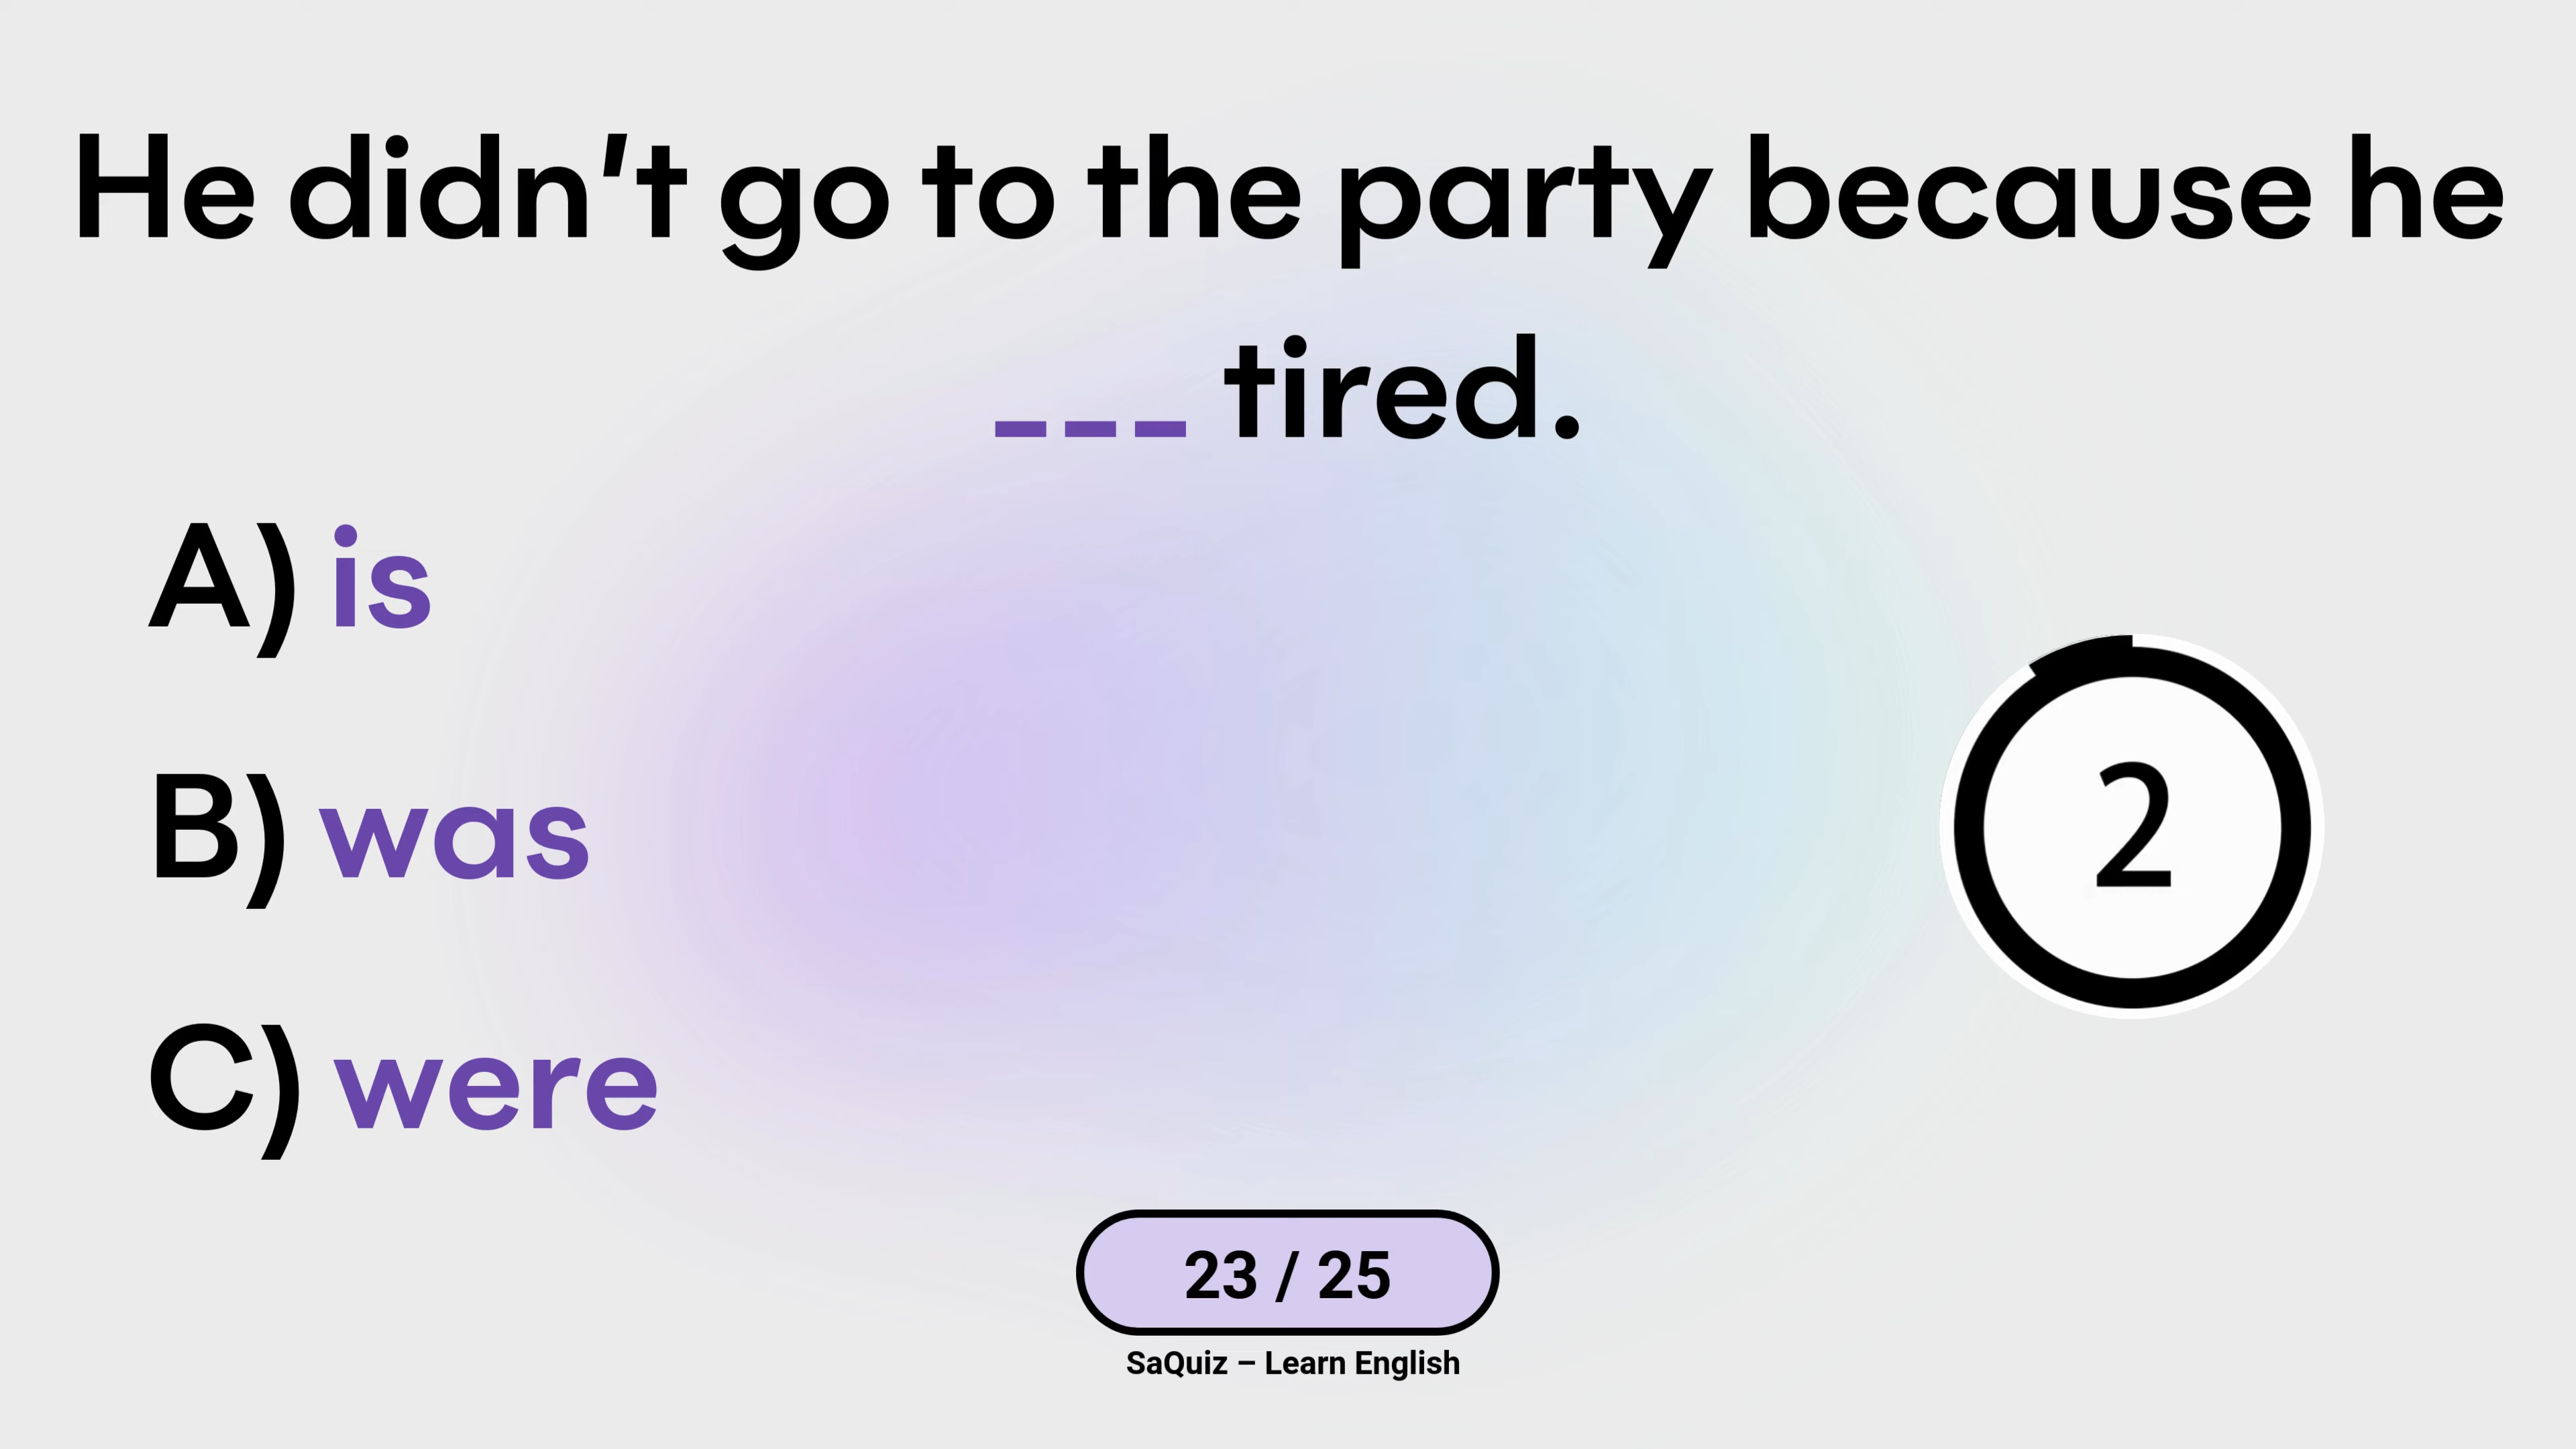 He didn't go to the party because he
___ tired.
A) is
B) was
2
C) were
23 / 25
SaQuiz – Learn English